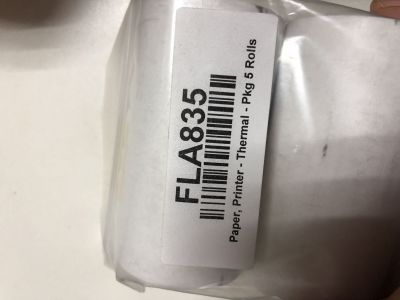 FLA835
Paper, Printer - Thermal - Pkg 5 Rolls